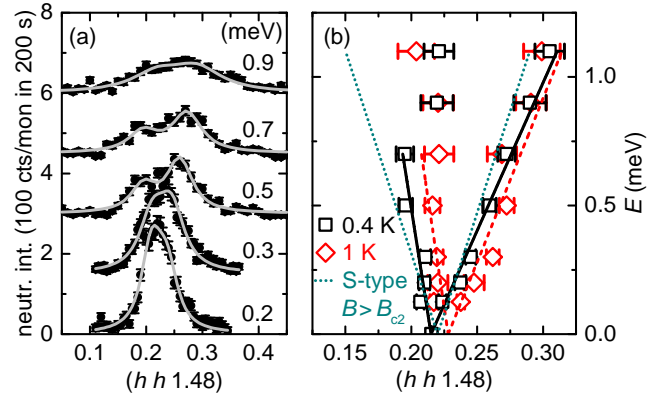 (a)
(meV)
0.9
0.7
0.5
0.3
0.2
8
6
4
2
0
0.1 0.2 0.3 0.4
(h h 1.48)
neutr. int. (100 cts/mon in 200 s)
(b)
0.4 K
1 K
S-type
B > Bc2
1.0
0.5
0.0
E (meV)
0.15 0.20 0.25 0.30
(h h 1.48)